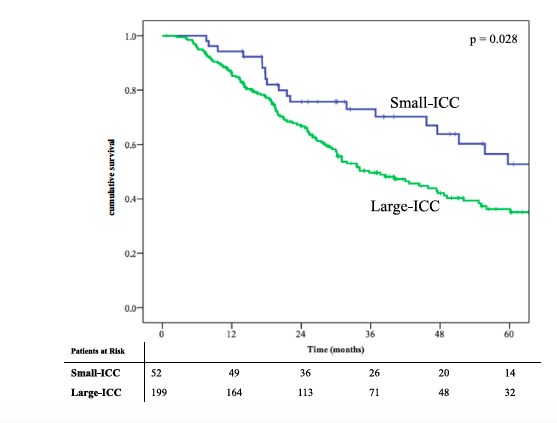 p = 0.028
1.0
0.8
0.6
0.4
0.2
0.0
cumulative survival
Small-ICC
Large-ICC
0 12 24 36 48 60
Patients at Risk Time (months)
Small-ICC 52 49 36 26 20 14
Large-ICC 199 164 113 71 48 32